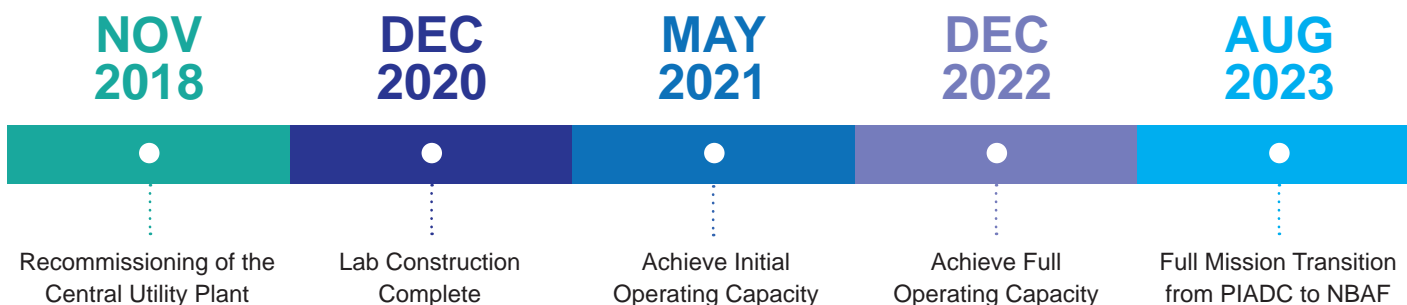 NOV
2018
DEC
2020
MAY
2021
DEC
2022
AUG
2023
Recommissioning of the
Central Utility Plant
Lab Construction
Complete
Achieve Initial
Operating Capacity
Achieve Full
Operating Capacity
Full Mission Transition
from PIADC to NBAF